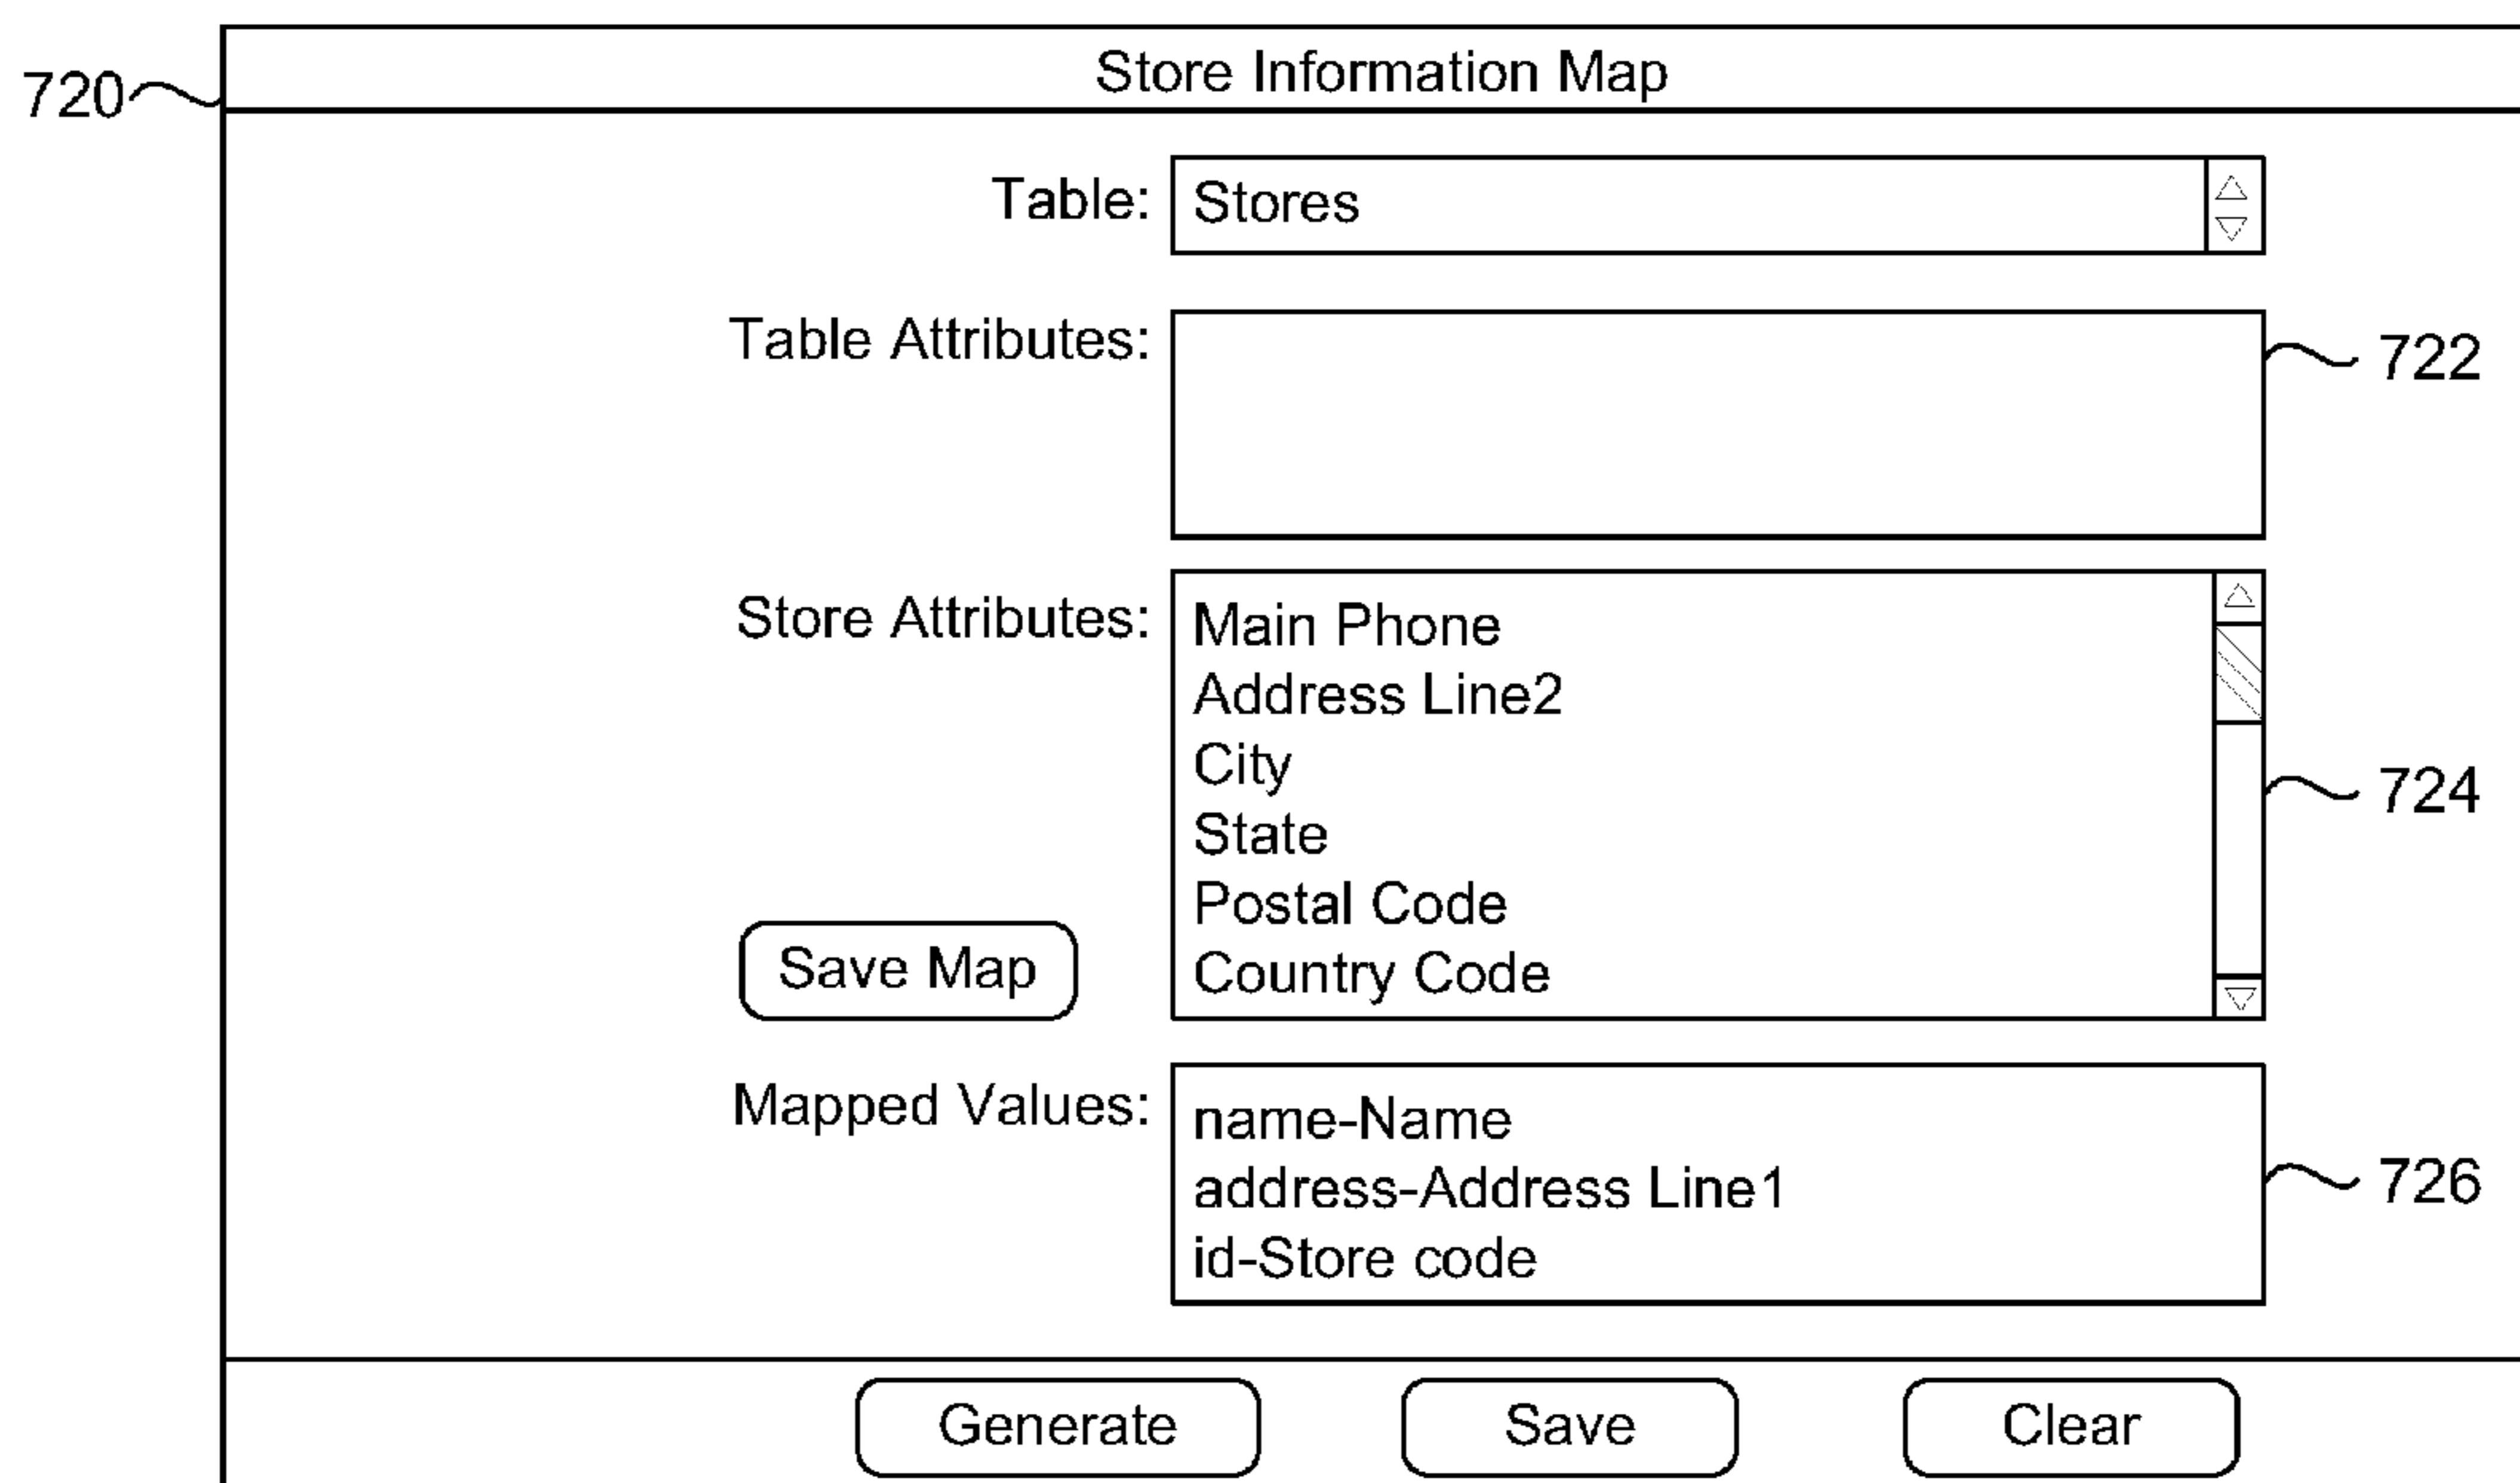 Store Information Map
720
Table: Stores
Table Attributes:
722
Store Attributes: Main Phone
Address Line2
City
State
724
Postal Code
Save Map
Country Code
Mapped Values: name-Name
address-Address Line1
726
id-Store code
Generate Save Clear